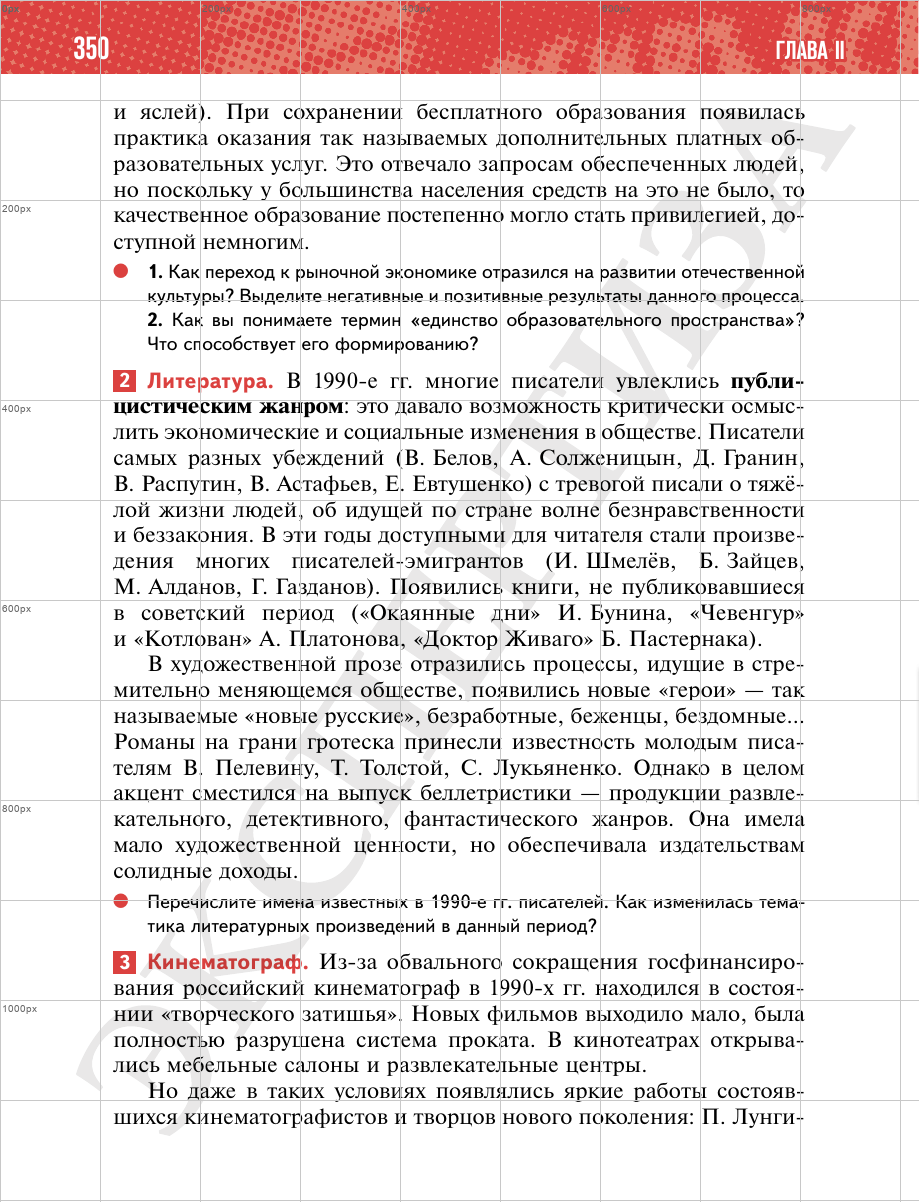 350
ГЛАВА II
и яслей). При сохранении бесплатного образования появилась
практика оказания так называемых дополнительных платных об-
разовательных услуг. Это отвечало запросам обеспеченных людей,
но поскольку у большинства населения средств на это не было, то
качественное образование постепенно могло стать привилегией, до-
ступной немногим.
1. Как переход к рыночной экономике отразился на развитии отечественной
культуры? Выделите негативные и позитивные результаты данного процесса.
2. Как вы понимаете термин «единство образовательного пространства»?
Что способствует его формированию?
2 Литература. В 1990-е гг. многие писатели увлеклись публи-
цистическим жанром: это давало возможность критически осмыс-
лить экономические и социальные изменения в обществе. Писатели
самых разных убеждений (В. Белов, А. Солженицын, Д. Гранин,
В. Распутин, В. Астафьев, Е. Евтушенко) с тревогой писали о тяжё-
лой жизни людей, об идущей по стране волне безнравственности
и беззакония. В эти годы доступными для читателя стали произве-
дения многих писателей-эмигрантов (И. Шмелёв, Б. Зайцев,
М. Алданов, Г. Газданов). Появились книги, не публиковавшиеся
в советский период («Окаянные дни» И. Бунина, «Чевенгур»
и «Котлован» А. Платонова, «Доктор Живаго» Б. Пастернака).
В художественной прозе отразились процессы, идущие в стре-
мительно меняющемся обществе, появились новые «герои» — так
называемые «новые русские», безработные, беженцы, бездомные...
Романы на грани гротеска принесли известность молодым писа-
телям В. Пелевину, Т. Толстой, С. Лукьяненко. Однако в целом
акцент сместился на выпуск беллетристики — продукции развле-
кательного, детективного, фантастического жанров. Она имела
мало художественной ценности, но обеспечивала издательствам
солидные доходы.
Перечислите имена известных в 1990-е гг. писателей. Как изменилась тема-
тика литературных произведений в данный период?
3 Кинематограф. Из-за обвального сокращения госфинансиро-
вания российский кинематограф в 1990-х гг. находился в состоя-
нии «творческого затишья». Новых фильмов выходило мало, была
полностью разрушена система проката. В кинотеатрах открыва-
лись мебельные салоны и развлекательные центры.
Но даже в таких условиях появлялись яркие работы состояв-
шихся кинематографистов и творцов нового поколения: П. Лунги-
ЭКСПЕРТИЗА
200px
400px
600px
800px
1000px